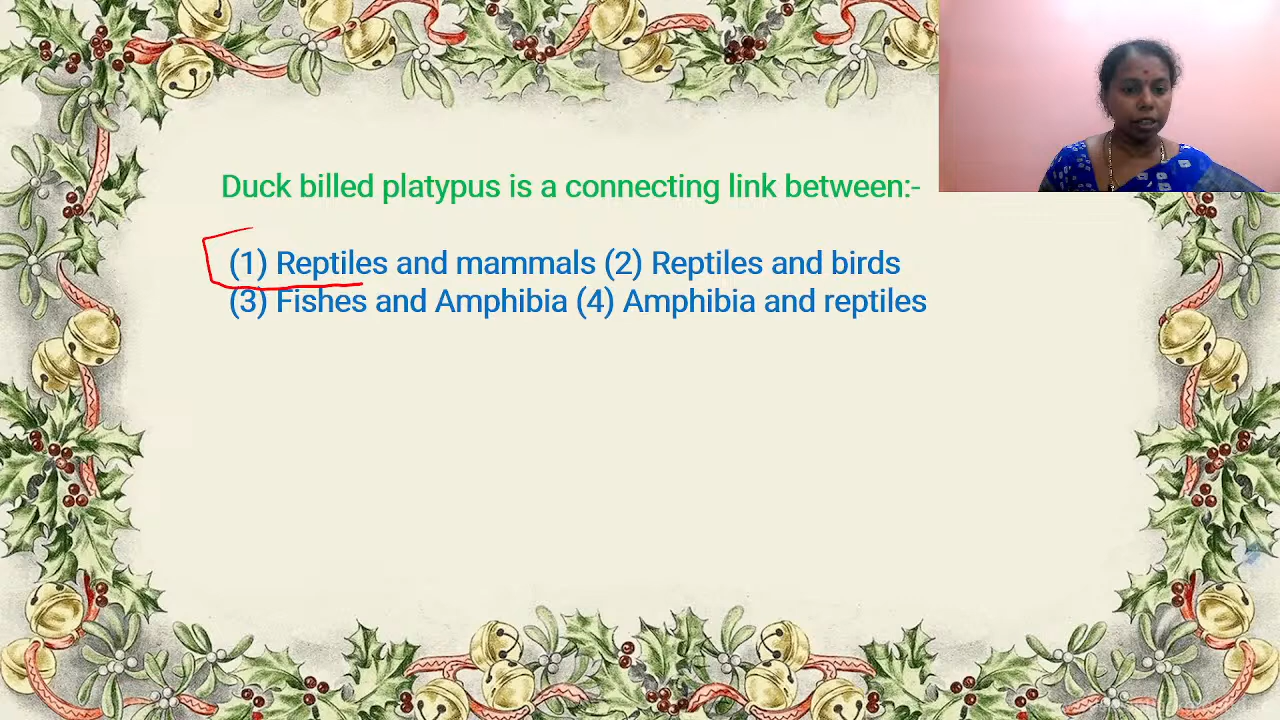 Duck billed platypus is a connecting link between:-
(1) Reptiles and mammals (2) Reptiles and birds
(3) Fishes and Amphibia (4) Amphibia and reptiles